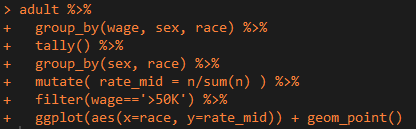 > adult %>%
+   group_by(wage, sex, race) %>%
+   tally() %>%
+   group_by(sex, race) %>%
+   mutate( rate_mid = n/sum(n) ) %>%
+   filter(wage=='>50K') %>%
+   ggplot(aes(x=race, y=rate_mid)) + geom_point()